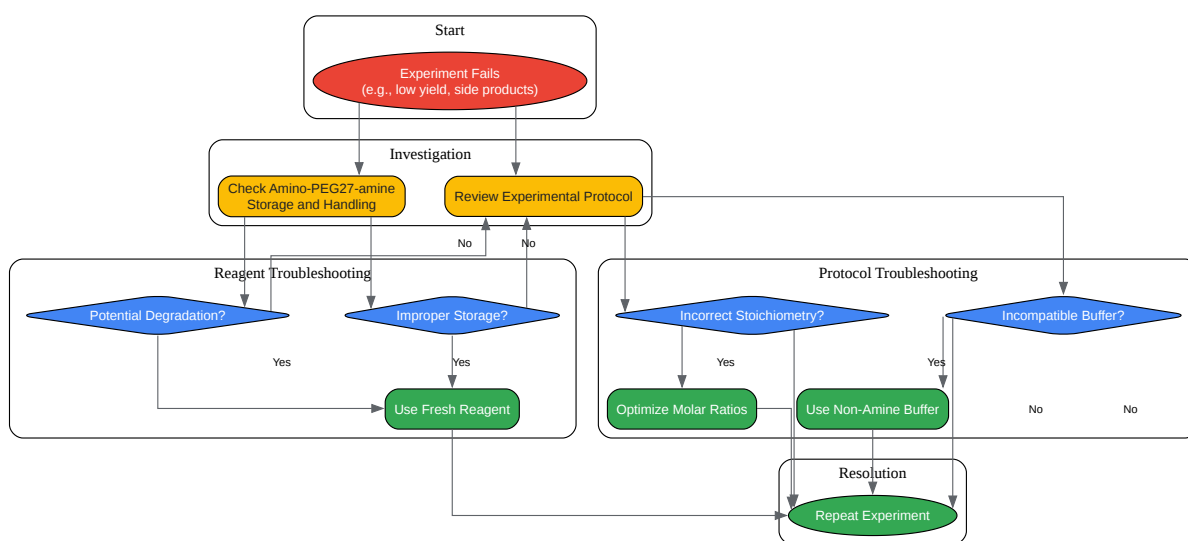 Start
Experiment Fails
(e.g., low yield, side products)
Investigation
Check Amino-PEG27-amine
Storage and Handling
Review Experimental Protocol
No
No
Reagent Troubleshooting
Protocol Troubleshooting
Potential Degradation?
Improper Storage?
Incorrect Stoichiometry?
Incompatible Buffer?
Yes
Yes
Yes
Yes
Use Fresh Reagent
Optimize Molar Ratios
Use Non-Amine Buffer
No
No
Resolution
Repeat Experiment